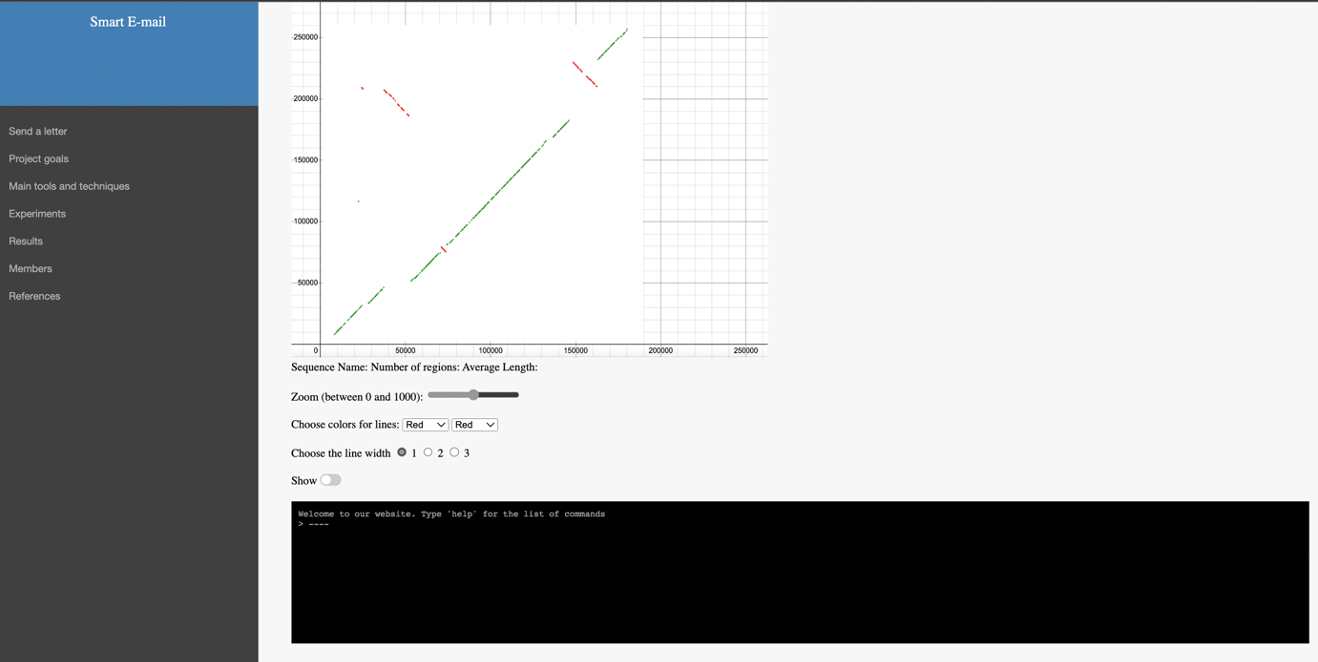 Smart E-mail
Send a letter
Project goals
Main tools and techniques
Experiments
Results
Members
References
250000
200000
150000
100000
50000
0 50000 100000 150000 200000 250000
Sequence Name: Number of regions: Average Length:
Zoom (between 0 and 1000):
Choose colors for lines: Red Red
Choose the line width 1 2 3
Show
Welcome to our website. Type 'help' for the list of commands
> ----